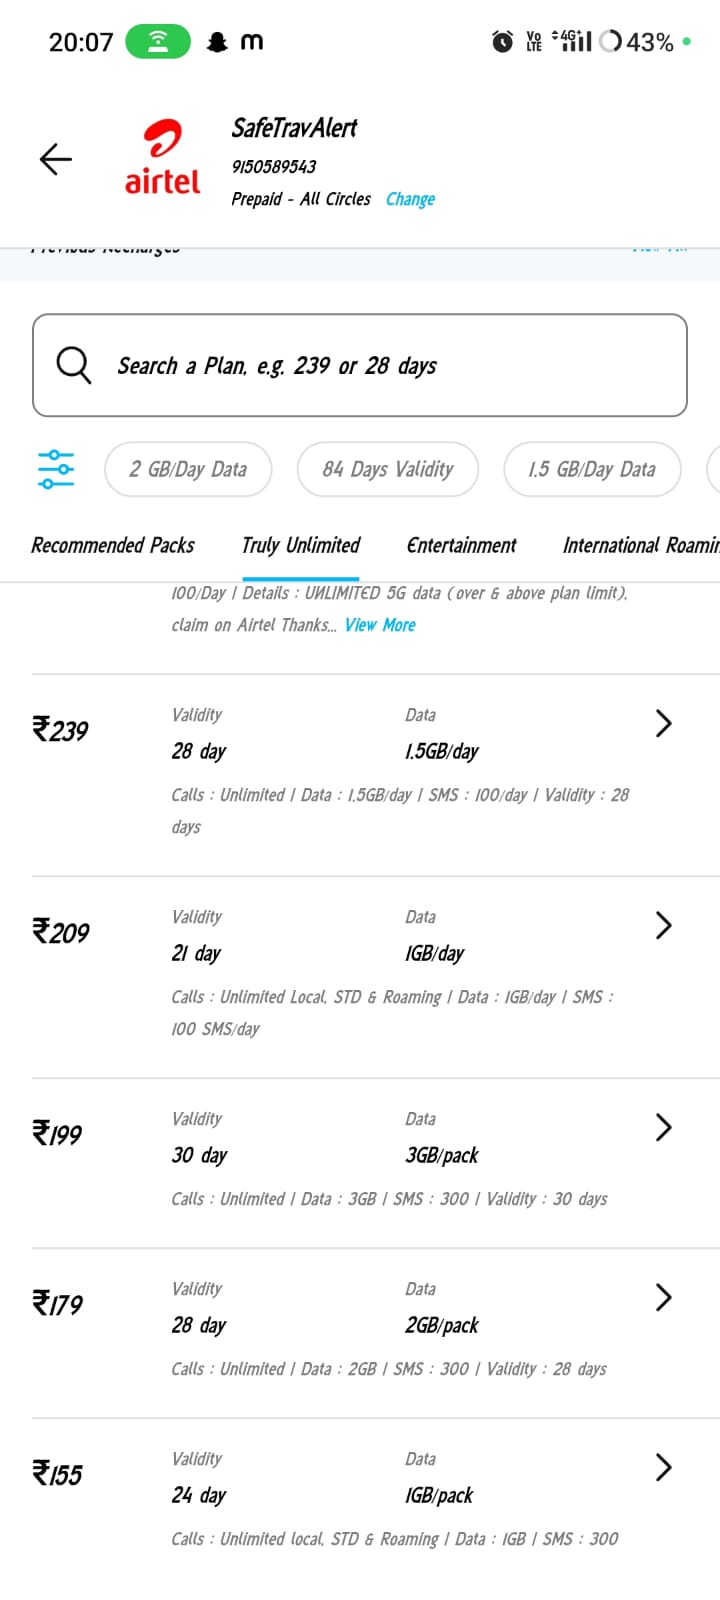 20:07 m Vo LTE 4G+ 43%
airtel
SafeTravAlert
9150589543
Prepaid - All Circles Change
Previous Recharges View All
Search a Plan, e.g. 239 or 28 days
2 GB/Day Data 84 Days Validity 1.5 GB/Day Data
Recommended Packs Truly Unlimited Entertainment International Roamin
100/Day | Details : UNLIMITED 5G data (over & above plan limit),
claim on Airtel Thanks... View More
₹239 Validity Data
28 day 1.5GB/day
Calls : Unlimited | Data : 1.5GB/day | SMS : 100/day | Validity : 28
days
₹209 Validity Data
21 day 1GB/day
Calls : Unlimited Local, STD & Roaming | Data : 1GB/day | SMS :
100 SMS/day
₹199 Validity Data
30 day 3GB/pack
Calls : Unlimited | Data : 3GB | SMS : 300 | Validity : 30 days
₹179 Validity Data
28 day 2GB/pack
Calls : Unlimited | Data : 2GB | SMS : 300 | Validity : 28 days
₹155 Validity Data
24 day 1GB/pack
Calls : Unlimited local, STD & Roaming | Data : 1GB | SMS : 300